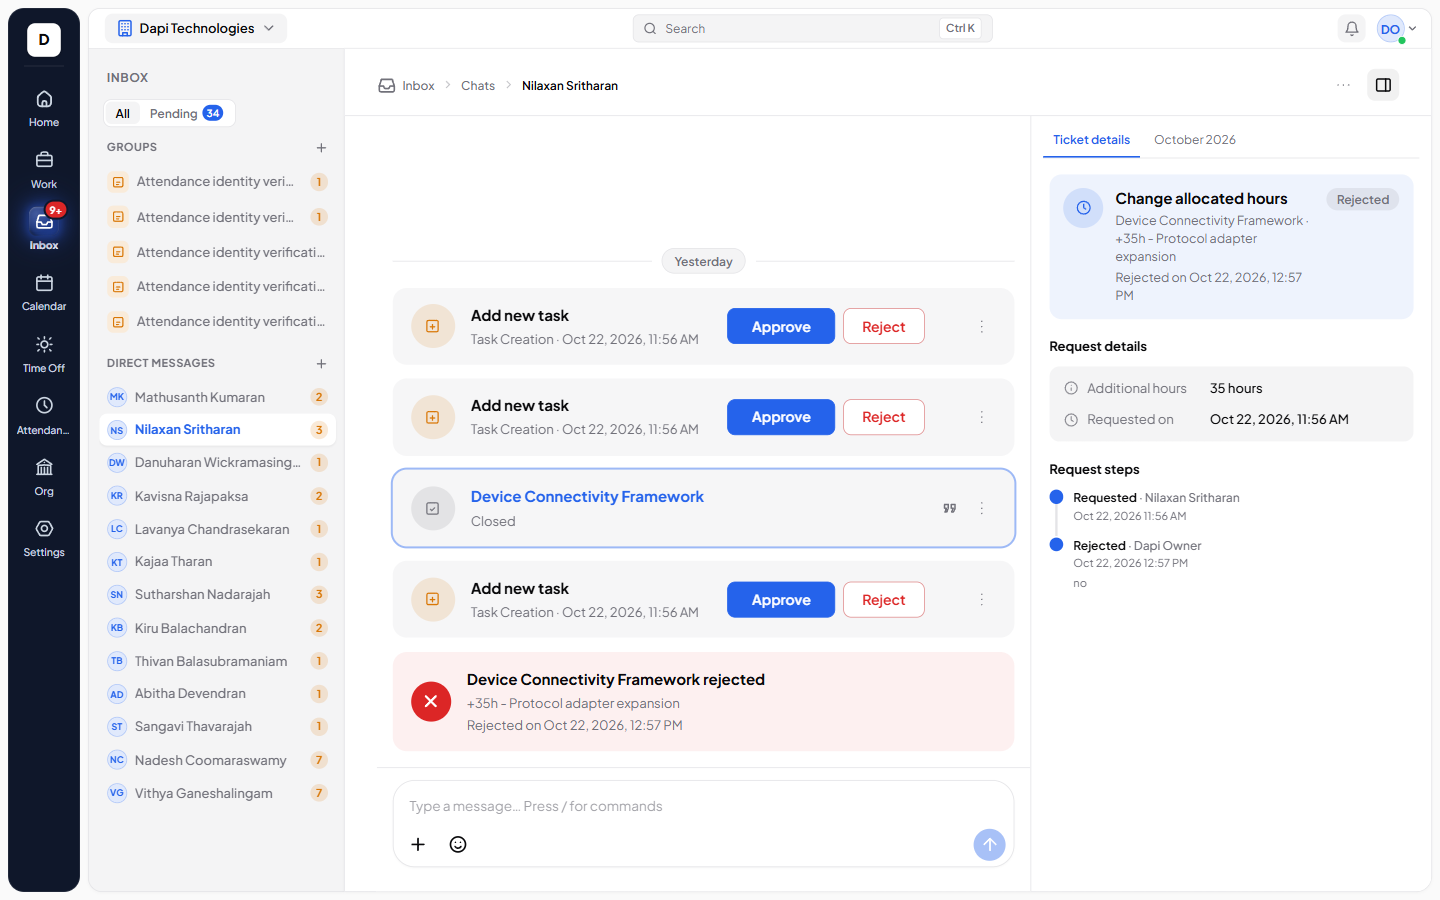 D
Home
Work
9+
Inbox
Calendar
Time Off
Attendan...
Org
Settings
Dapi Technologies
Search
Ctrl K
DO
INBOX
All
Pending 34
GROUPS
Attendance identity veri... 1
Attendance identity veri... 1
Attendance identity verificati...
Attendance identity verificati...
Attendance identity verificati...
DIRECT MESSAGES
MK Mathusanth Kumaran 2
NS Nilaxan Sritharan 3
DW Danuharan Wickramasing... 1
KR Kavisna Rajapaksa 2
LC Lavanya Chandrasekaran 1
KT Kajaa Tharan 1
SN Sutharshan Nadarajah 3
KB Kiru Balachandran 2
TB Thivan Balasubramaniam 1
AD Abitha Devendran 1
ST Sangavi Thavarajah 1
NC Nadesh Coomaraswamy 7
VG Vithya Ganeshalingam 7
Inbox > Chats > Nilaxan Sritharan
Yesterday
Add new task
Task Creation · Oct 22, 2026, 11:56 AM
Approve
Reject
Add new task
Task Creation · Oct 22, 2026, 11:56 AM
Approve
Reject
Device Connectivity Framework
Closed
Add new task
Task Creation · Oct 22, 2026, 11:56 AM
Approve
Reject
Device Connectivity Framework rejected
+35h - Protocol adapter expansion
Rejected on Oct 22, 2026, 12:57 PM
Type a message... Press / for commands
Ticket details
October 2026
Change allocated hours
Rejected
Device Connectivity Framework ·
+35h - Protocol adapter
expansion
Rejected on Oct 22, 2026, 12:57
PM
Request details
Additional hours 35 hours
Requested on Oct 22, 2026, 11:56 AM
Request steps
Requested · Nilaxan Sritharan
Oct 22, 2026 11:56 AM
Rejected · Dapi Owner
Oct 22, 2026 12:57 PM
no